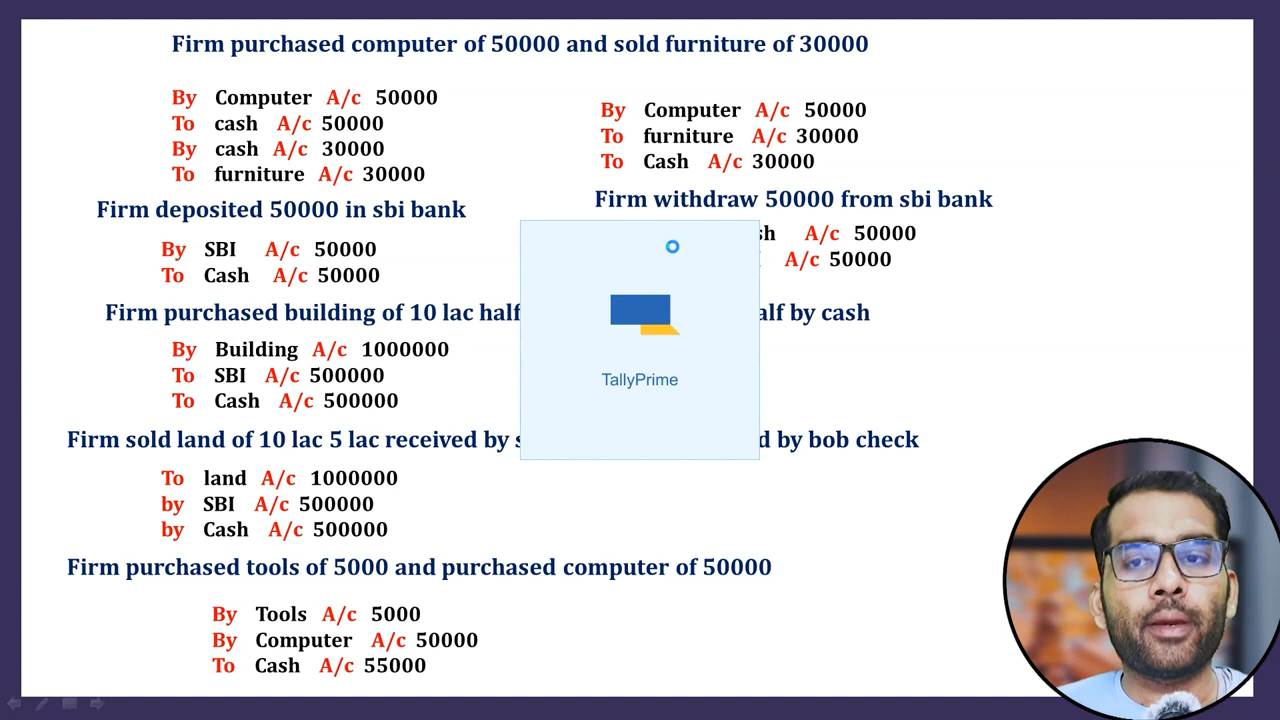 Firm purchased computer of 50000 and sold furniture of 30000
By Computer A/c 50000
To cash A/c 50000
By cash A/c 30000
To furniture A/c 30000
By Computer A/c 50000
To furniture A/c 30000
To Cash A/c 30000
Firm deposited 50000 in sbi bank
By SBI A/c 50000
To Cash A/c 50000
Firm withdraw 50000 from sbi bank
A/c 50000
A/c 50000
Firm purchased building of 10 lac half by cash
By Building A/c 1000000
To SBI A/c 500000
To Cash A/c 500000
Firm sold land of 10 lac 5 lac received by by bob check
To land A/c 1000000
by SBI A/c 500000
by Cash A/c 500000
Firm purchased tools of 5000 and purchased computer of 50000
By Tools A/c 5000
By Computer A/c 50000
To Cash A/c 55000
TallyPrime